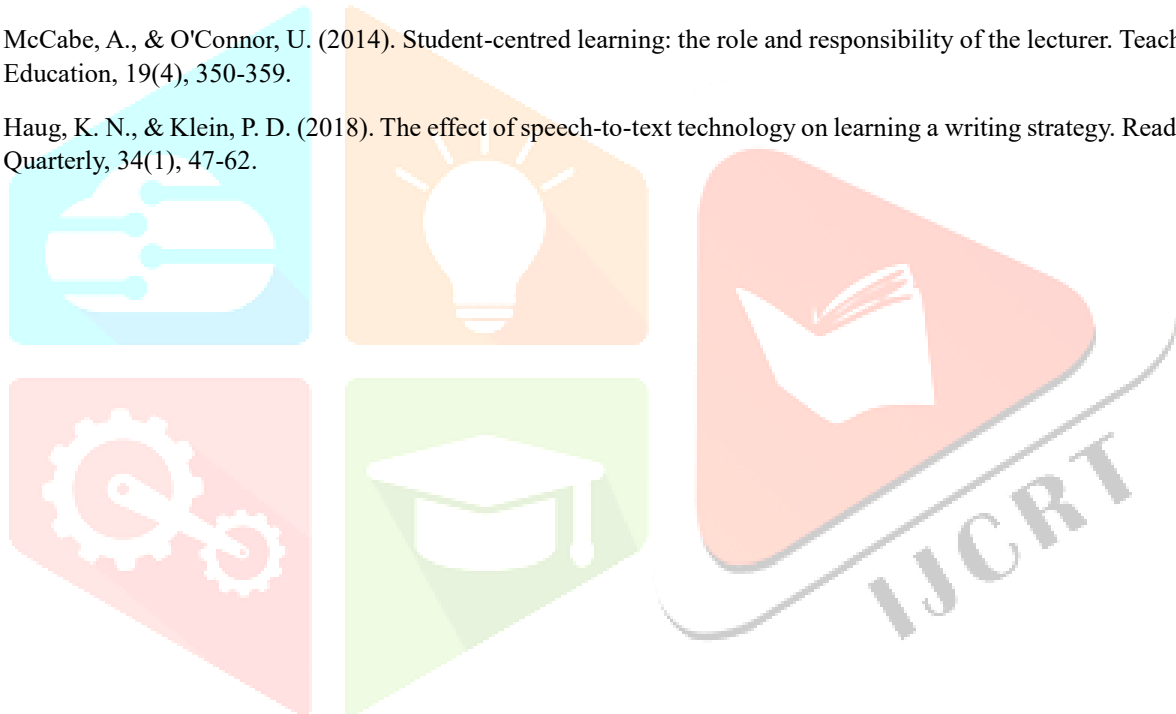 McCabe, A., & O'Connor, U. (2014). Student-centred learning: the role and responsibility of the lecturer. Teach
Education, 19(4), 350-359.
Haug, K. N., & Klein, P. D. (2018). The effect of speech-to-text technology on learning a writing strategy. Read
Quarterly, 34(1), 47-62.
IJCRT